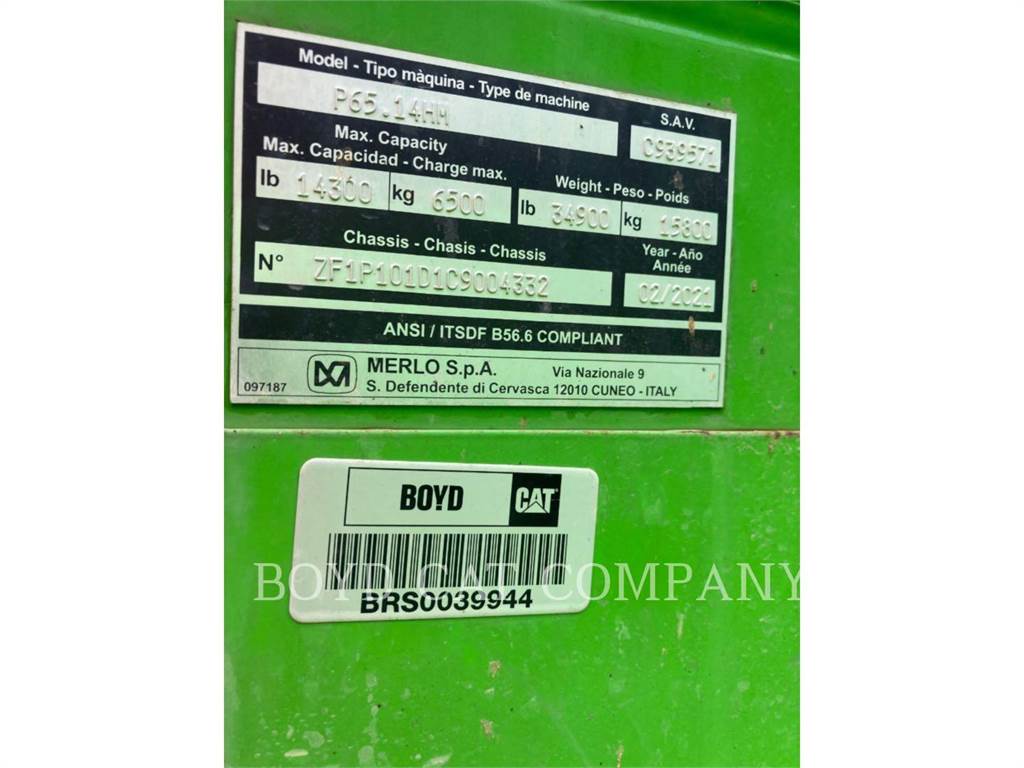 Model - Tipo màquina - Type de machine
P65.14HM
S.A.V.
C939571
Max. Capacity
Max. Capacidad - Charge max.
lb 14300 kg 6500
Weight - Peso - Poids
lb 34900 kg 15800
Chassis - Chasis - Chassis
N° ZF1P101D1C9004332
Year - Año
Année
02/2021
ANSI / ITSDF B56.6 COMPLIANT
097187
MERLO S.p.A. Via Nazionale 9
S. Defendente di Cervasca 12010 CUNEO - ITALY
BOYD CAT
BRS0039944
BOYD CAT COMPANY